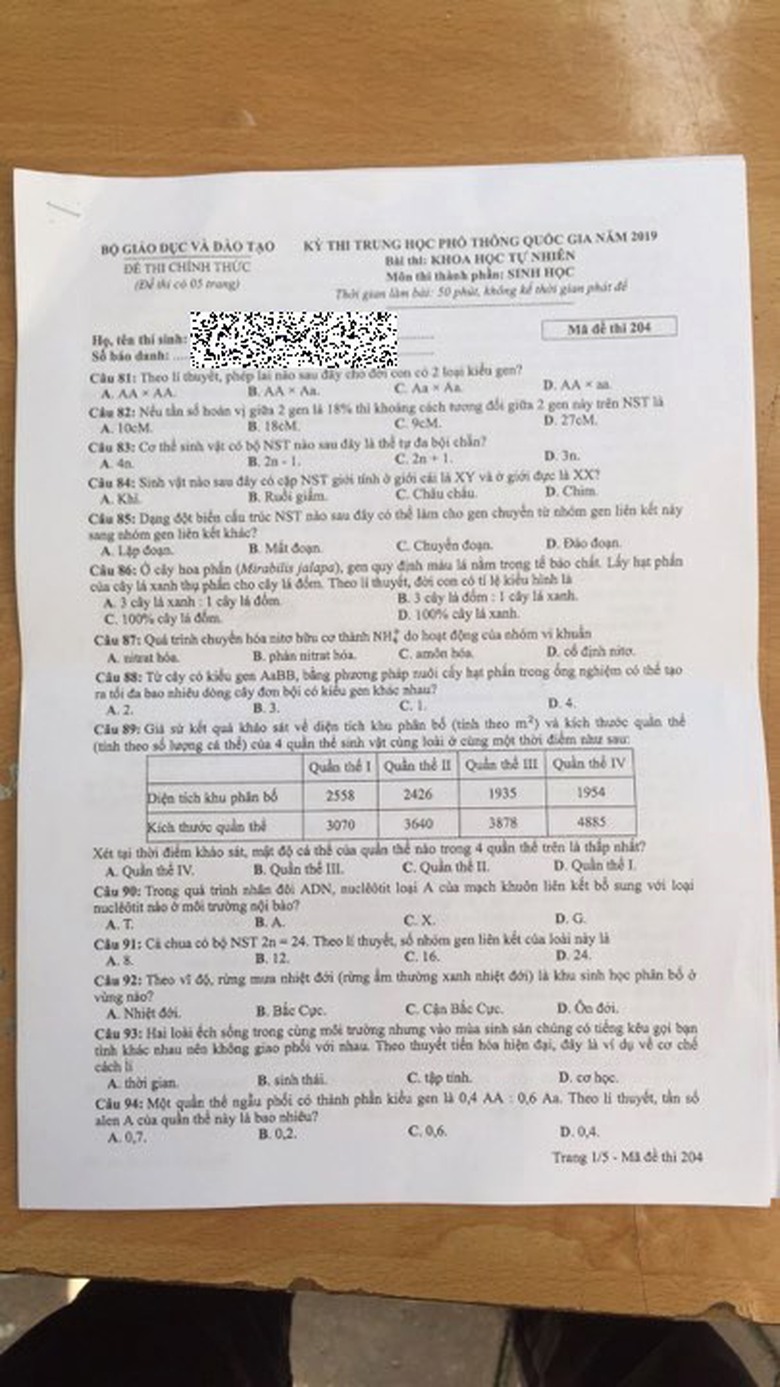 BỘ GIÁO DỤC VÀ ĐÀO TẠO
ĐỀ THI CHÍNH THỨC
(Đề thi có 05 trang)
KỲ THI TRUNG HỌC PHỔ THÔNG QUỐC GIA NĂM 2019
Bài thi: KHOA HỌC TỰ NHIÊN
Môn thi thành phần: SINH HỌC
Thời gian làm bài: 50 phút, không kể thời gian phát đề
Họ, tên thí sinh:
Số báo danh:
Mã đề thi 204
Câu 81: Theo lí thuyết, phép lai nào sau đây cho đời con có 2 loại kiểu gen?
A. AA × AA. B. AA × Aa. C. Aa × Aa. D. AA × aa.
Câu 82: Nếu tần số hoán vị giữa 2 gen là 18% thì khoảng cách tương đối giữa 2 gen này trên NST là
A. 10cM. B. 18cM. C. 9cM. D. 27cM.
Câu 83: Cơ thể sinh vật có bộ NST nào sau đây là thể tự đa bội chẵn?
A. 4n. B. 2n - 1. C. 2n + 1. D. 3n.
Câu 84: Sinh vật nào sau đây có cặp NST giới tính ở giới cái là XY và ở giới đực là XX?
A. Khỉ. B. Ruồi giấm. C. Châu chấu. D. Chim.
Câu 85: Dạng đột biến cấu trúc NST nào sau đây có thể làm cho gen chuyển từ nhóm gen liên kết này
sang nhóm gen liên kết khác?
A. Lặp đoạn. B. Mất đoạn. C. Chuyển đoạn. D. Đảo đoạn.
Câu 86: Ở cây hoa phấn (Mirabilis jalapa), gen quy định màu lá nằm trong tế bào chất. Lấy hạt phấn
của cây lá xanh thụ phấn cho cây lá đốm. Theo lí thuyết, đời con có tỉ lệ kiểu hình là
A. 3 cây lá xanh : 1 cây lá đốm. B. 3 cây lá đốm : 1 cây lá xanh.
C. 100% cây lá đốm. D. 100% cây lá xanh.
Câu 87: Quá trình chuyển hóa nitơ hữu cơ thành NH₄⁺ do hoạt động của nhóm vi khuẩn
A. nitrat hóa. B. phản nitrat hóa. C. amôn hóa. D. cố định nitơ.
Câu 88: Từ cây có kiểu gen AaBB, bằng phương pháp nuôi cấy hạt phấn trong ống nghiệm có thể tạo
ra tối đa bao nhiêu dòng cây đơn bội có kiểu gen khác nhau?
A. 2. B. 3. C. 1. D. 4.
Câu 89: Giả sử kết quả khảo sát về diện tích khu phân bố (tính theo m²) và kích thước quần thể
(tính theo số lượng cá thể) của 4 quần thể sinh vật cùng loài ở cùng một thời điểm như sau:
Quần thể I Quần thể II Quần thể III Quần thể IV
Diện tích khu phân bố 2558 2426 1935 1954
Kích thước quần thể 3070 3640 3878 4885
Xét tại thời điểm khảo sát, mật độ cá thể của quần thể nào trong 4 quần thể trên là thấp nhất?
A. Quần thể IV. B. Quần thể III. C. Quần thể II. D. Quần thể I.
Câu 90: Trong quá trình nhân đôi ADN, nuclêôtit loại A của mạch khuôn liên kết bổ sung với loại
nuclêôtit nào ở môi trường nội bào?
A. T. B. A. C. X. D. G.
Câu 91: Cà chua có bộ NST 2n = 24. Theo lí thuyết, số nhóm gen liên kết của loài này là
A. 8. B. 12. C. 16. D. 24.
Câu 92: Theo vĩ độ, rừng mưa nhiệt đới (rừng ẩm thường xanh nhiệt đới) là khu sinh học phân bố ở
vùng nào?
A. Nhiệt đới. B. Bắc Cực. C. Cận Bắc Cực. D. Ôn đới.
Câu 93: Hai loài ếch sống trong cùng môi trường nhưng vào mùa sinh sản chúng có tiếng kêu gọi bạn
tình khác nhau nên không giao phối với nhau. Theo thuyết tiến hóa hiện đại, đây là ví dụ về cơ chế
cách li
A. thời gian. B. sinh thái. C. tập tính. D. cơ học.
Câu 94: Một quần thể ngẫu phối có thành phần kiểu gen là 0,4 AA : 0,6 Aa. Theo lí thuyết, tần số
alen A của quần thể này là bao nhiêu?
A. 0,7. B. 0,2. C. 0,6. D. 0,4.
Trang 1/5 - Mã đề thi 204